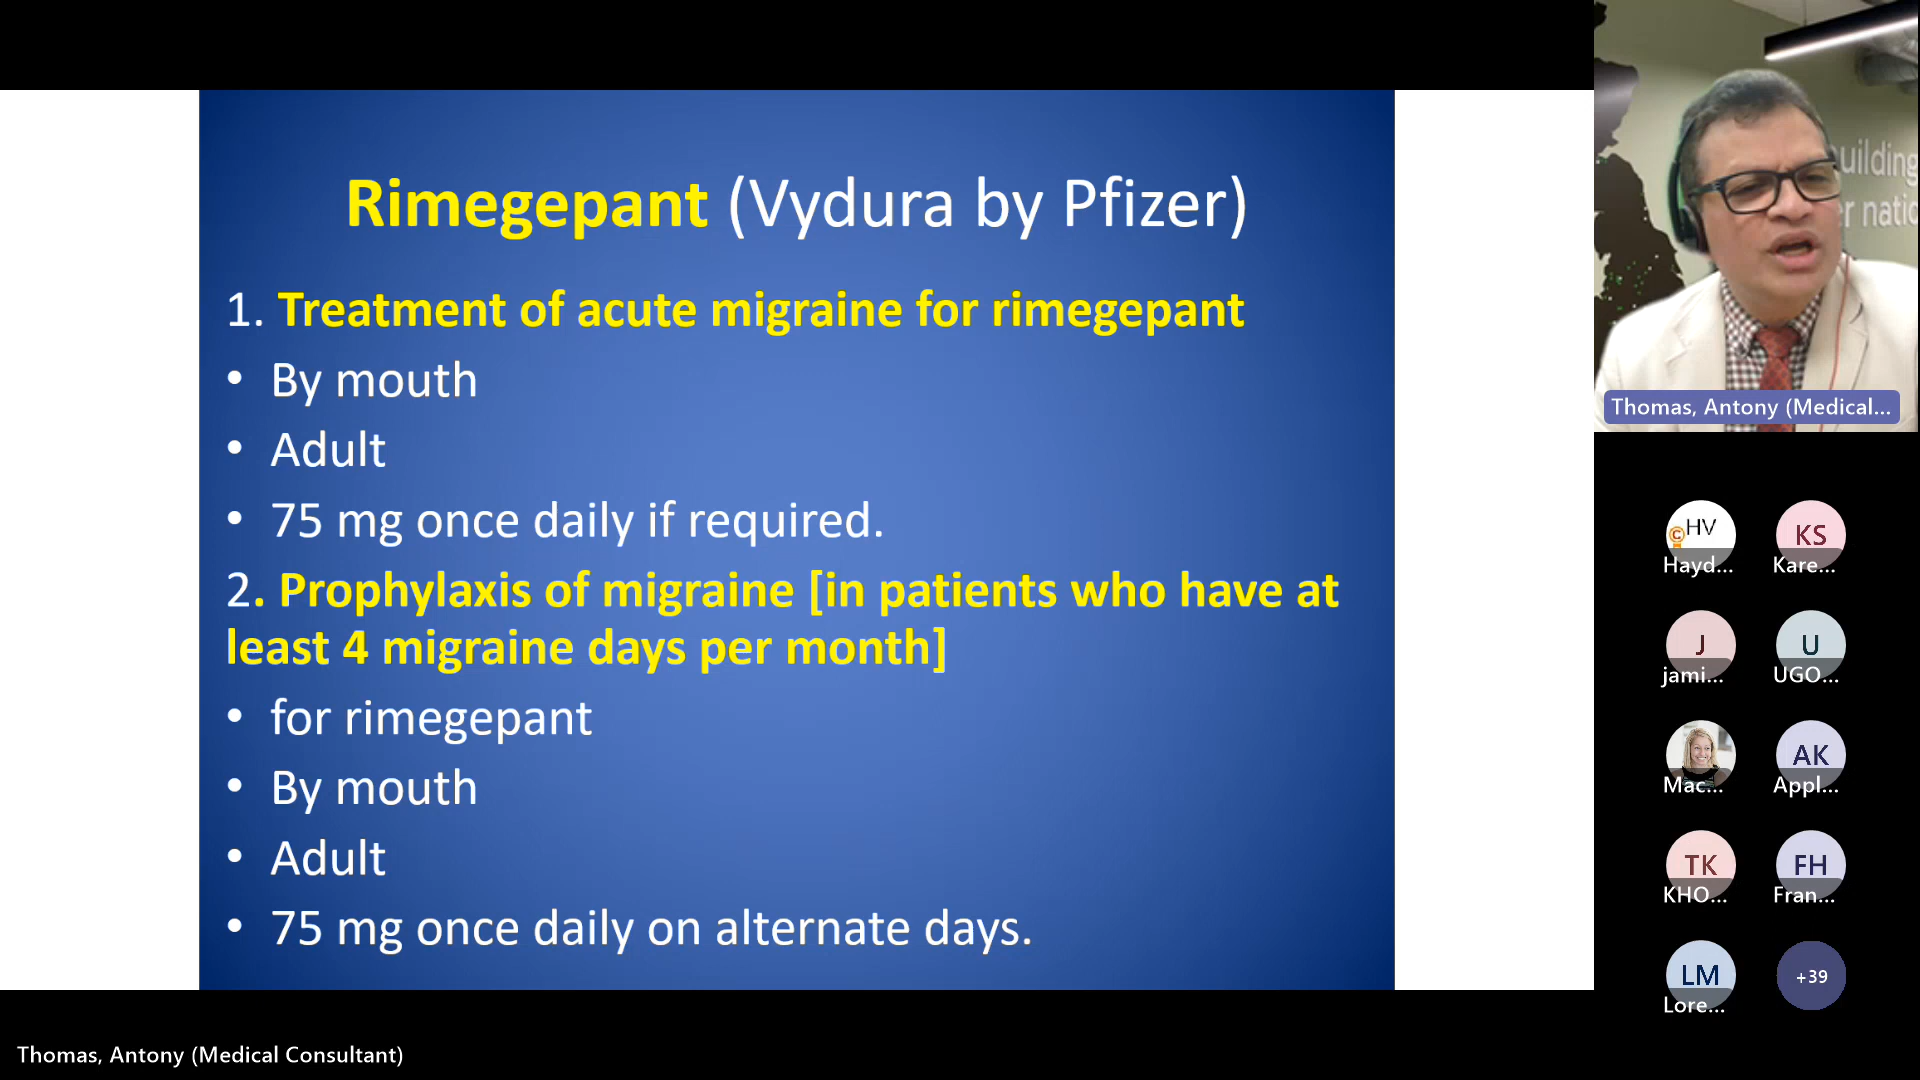 Rimegepant (Vydura by Pfizer)
1. Treatment of acute migraine for rimegepant
• By mouth
• Adult
• 75 mg once daily if required.
2. Prophylaxis of migraine [in patients who have at
least 4 migraine days per month]
• for rimegepant
• By mouth
• Adult
• 75 mg once daily on alternate days.
uilding
er natio
Thomas, Antony (Medical...
HV
C
Hayd...
KS
Kare...
J
jami...
U
UGO...
Mac...
AK
Appl...
TK
KHO...
FH
Fran...
LM
Lore...
+39
Thomas, Antony (Medical Consultant)